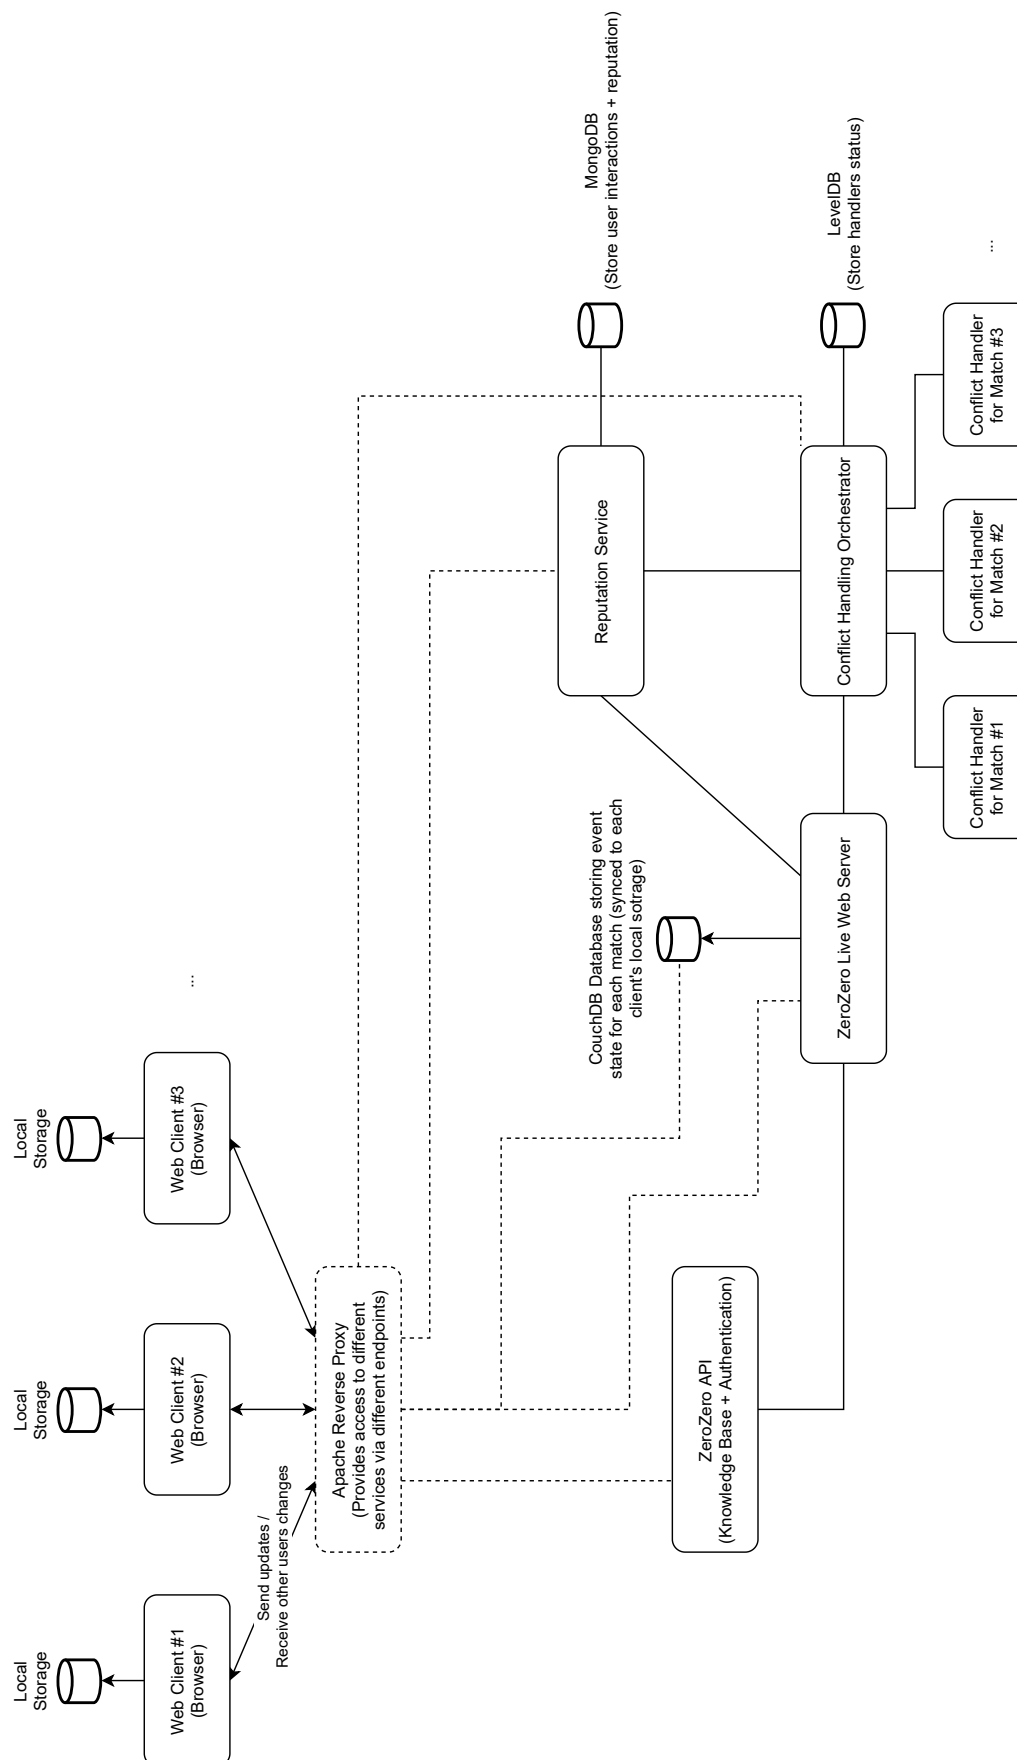 Local
Storage
Local
Storage
Local
Storage
Web Client #1
(Browser)
Web Client #2
(Browser)
Web Client #3
(Browser)
...
Send updates /
Receive other users changes
Apache Reverse Proxy
(Provides access to different
services via different endpoints)
ZeroZero API
(Knowledge Base + Authentication)
CouchDB Database storing event
state for each match (synced to each
client's local sotrage)
ZeroZero Live Web Server
Reputation Service
MongoDB
(Store user interactions + reputation)
Conflict Handling Orchestrator
LevelDB
(Store handlers status)
Conflict Handler
for Match #1
Conflict Handler
for Match #2
Conflict Handler
for Match #3
...